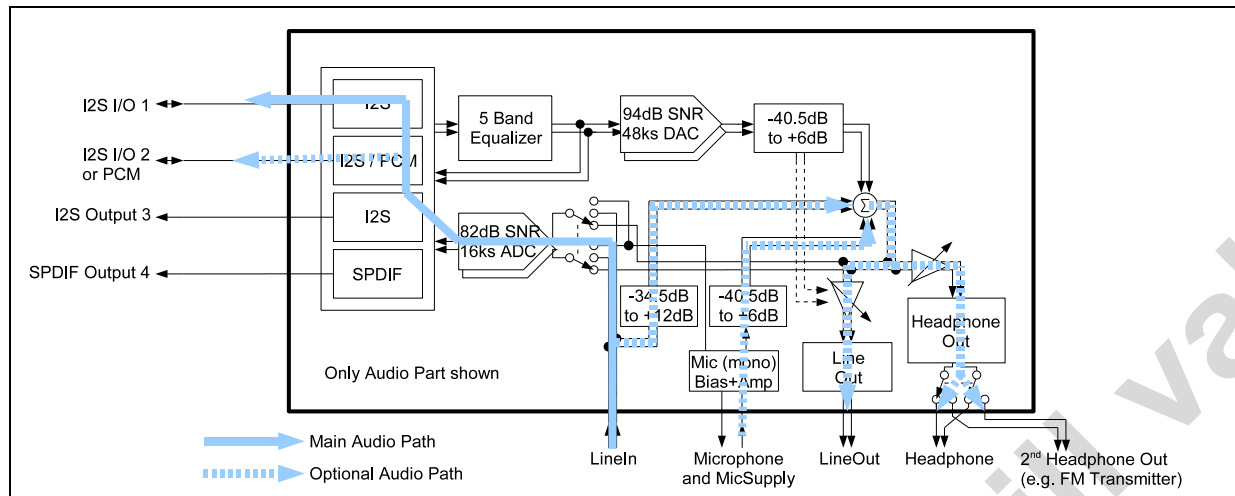 I2S I/O 1
I2S I/O 2
or PCM
I2S Output 3
SPDIF Output 4
I2S
I2S / PCM
I2S
SPDIF
5 Band
Equalizer
94dB SNR
48ks DAC
-40.5dB
to +6dB
Σ
82dB SNR
16ks ADC
-34.5dB
to +12dB
-40.5dB
to +6dB
Mic (mono)
Bias+Amp
Line
Out
Headphone
Out
Only Audio Part shown
Main Audio Path
Optional Audio Path
LineIn
Microphone
and MicSupply
LineOut
Headphone
2nd Headphone Out
(e.g. FM Transmitter)
ill va